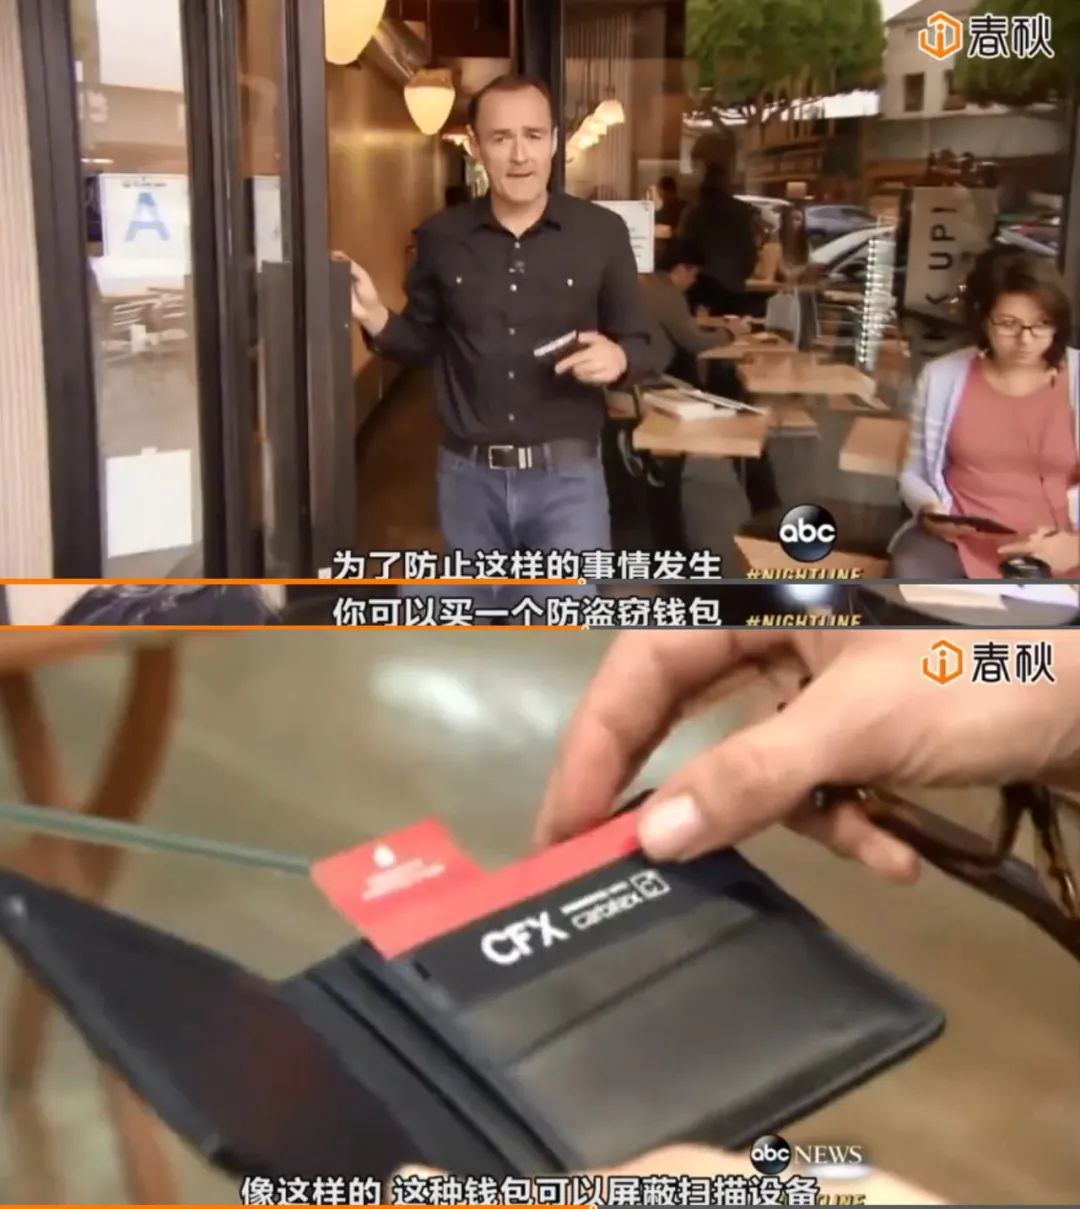 春秋
A
K UP!
abc
为了防止这样的事情发生
#NIGHTLINE
你可以买一个防盗窃钱包
#NIGHTLINE
春秋
CFX
carbitex
abc NEWS
像这样的 这种钱包可以屏蔽扫描设备